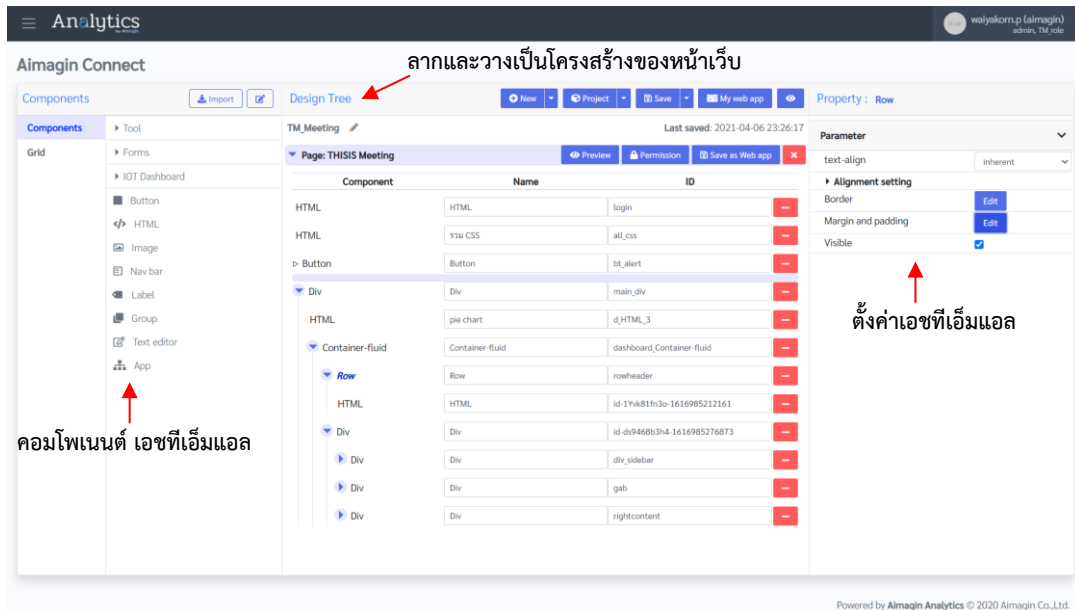 Analytics
by Aimagin
waiyakorn.p (aimagin)
admin, TM_role
Aimagin Connect
ลากและวางเป็นโครงสร้างของหน้าเว็บ
Components Import
Design Tree New Project Save My web app
Property : Row
Components
Grid
Tool
Forms
IOT Dashboard
Button
HTML
Image
Nav bar
Label
Group
Text editor
App
คอมโพเนนต์ เอชทีเอ็มแอล
TM_Meeting Last saved: 2021-04-06 23:26:17
Page: THISIS Meeting Preview Permission Save as Web app
Component Name ID
HTML HTML login
HTML รวม CSS all_css
Button Button bt_alert
Div Div main_div
HTML pie chart d_HTML_3
Container-fluid Container-fluid dashboard_Container-fluid
Row Row rowheader
HTML HTML id-1Yvk81fn3o-1616985212161
Div Div id-ds9468b3h4-1616985276873
Div Div div_sidebar
Div Div gab
Div Div rightcontent
Parameter
text-align inherent
Alignment setting
Border Edit
Margin and padding Edit
Visible
ตั้งค่าเอชทีเอ็มแอล
Powered by Aimagin Analytics © 2020 Aimagin Co.,Ltd.